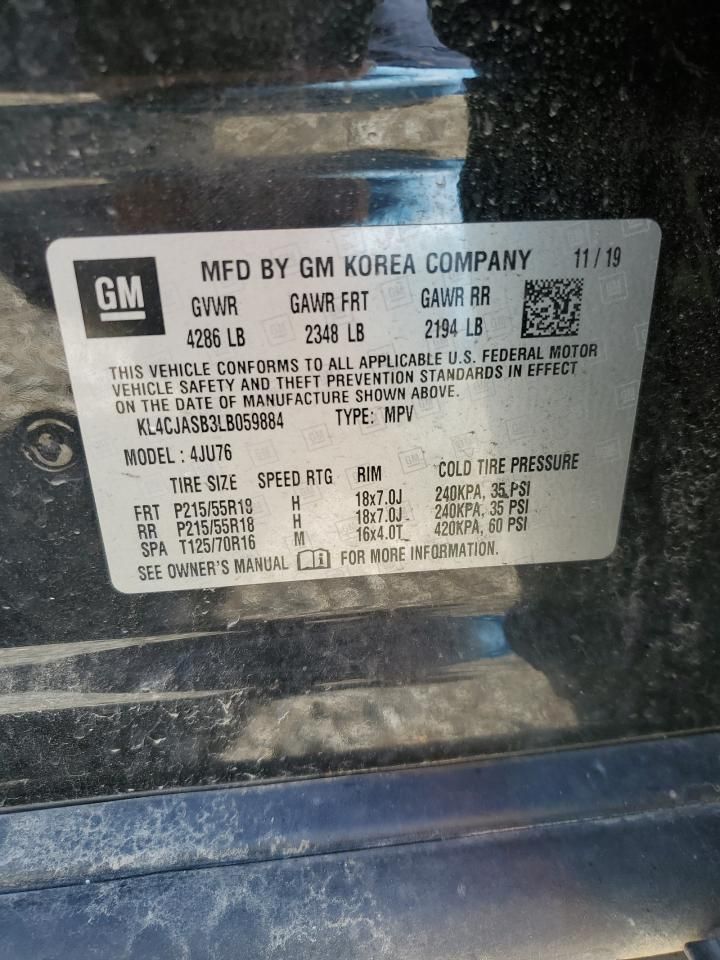 GM
MFD BY GM KOREA COMPANY 11 / 19
GVWR GAWR FRT GAWR RR
4286 LB 2348 LB 2194 LB
THIS VEHICLE CONFORMS TO ALL APPLICABLE U.S. FEDERAL MOTOR
VEHICLE SAFETY AND THEFT PREVENTION STANDARDS IN EFFECT
ON THE DATE OF MANUFACTURE SHOWN ABOVE.
KL4CJASB3LB059884 TYPE: MPV
MODEL : 4JU76
TIRE SIZE SPEED RTG RIM COLD TIRE PRESSURE
FRT P215/55R18 H 18x7.0J 240KPA, 35 PSI
RR P215/55R18 H 18x7.0J 240KPA, 35 PSI
SPA T125/70R16 M 16x4.0T 420KPA, 60 PSI
SEE OWNER'S MANUAL FOR MORE INFORMATION.